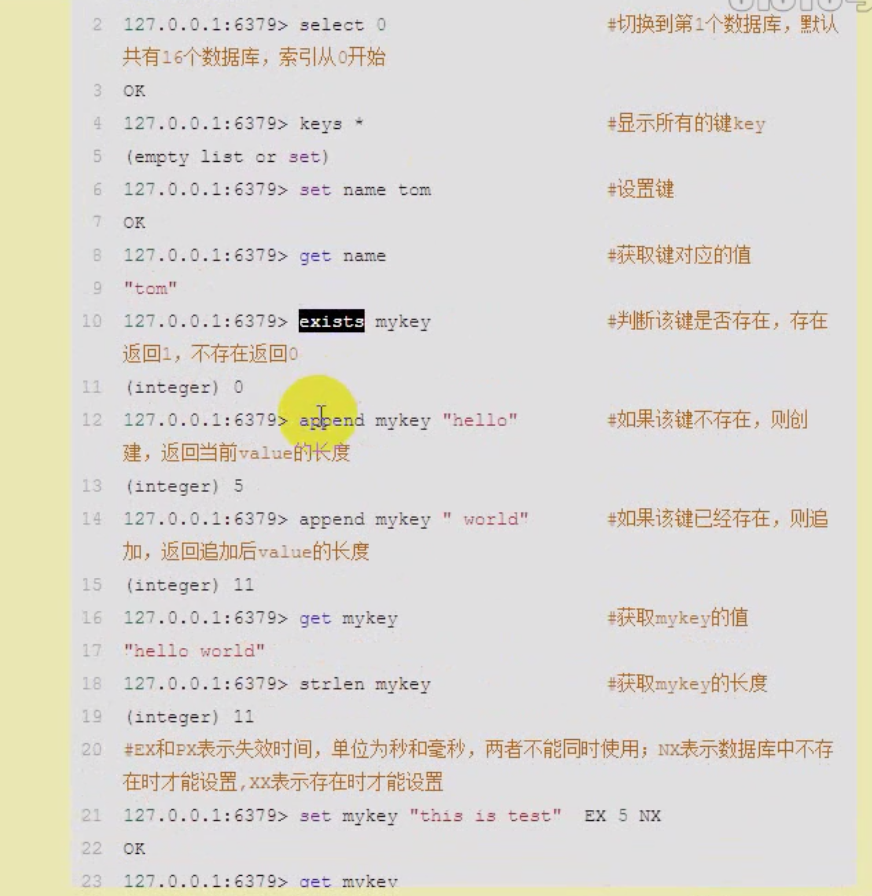 2 127.0.0.1:6379> select 0 #切换到第1个数据库，默认
共有16个数据库，索引从0开始
3 OK
4 127.0.0.1:6379> keys * #显示所有的键key
5 (empty list or set)
6 127.0.0.1:6379> set name tom #设置键
7 OK
8 127.0.0.1:6379> get name #获取键对应的值
9 "tom"
10 127.0.0.1:6379> exists mykey #判断该键是否存在，存在
返回1，不存在返回0
11 (integer) 0
12 127.0.0.1:6379> append mykey "hello" #如果该键不存在，则创
建，返回当前value的长度
13 (integer) 5
14 127.0.0.1:6379> append mykey " world" #如果该键已经存在，则追
加，返回追加后value的长度
15 (integer) 11
16 127.0.0.1:6379> get mykey #获取mykey的值
17 "hello world"
18 127.0.0.1:6379> strlen mykey #获取mykey的长度
19 (integer) 11
20 #EX和PX表示失效时间，单位为秒和毫秒，两者不能同时使用；NX表示数据库中不存
在时才能设置,XX表示存在时才能设置
21 127.0.0.1:6379> set mykey "this is test" EX 5 NX
22 OK
23 127.0.0.1:6379> get mykey